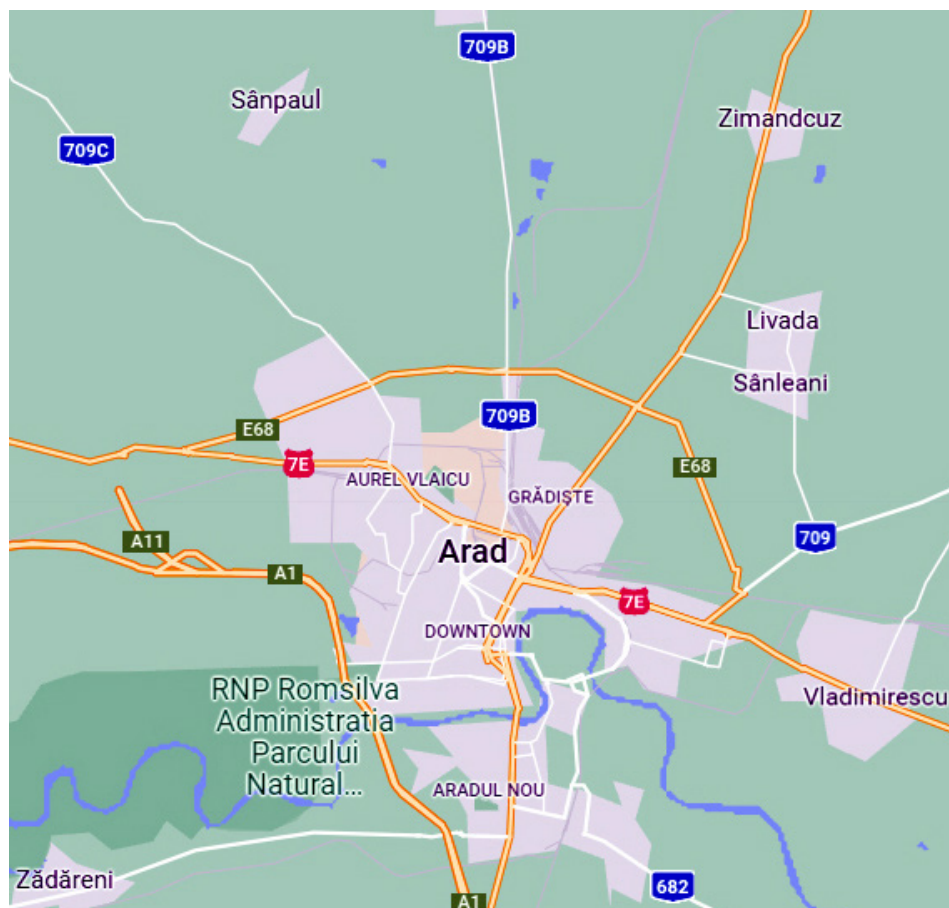 709B
Sânpaul
Zimandcuz
709C
Livada
Sânleani
709B
E68
7E
AUREL VLAICU
E68
GRĂDIȘTE
709
A11
Arad
A1
7E
DOWNTOWN
RNP Romsilva
Administratia
Parcului
Natural...
Vladimirescu
ARADUL NOU
Zădăreni
682
A1